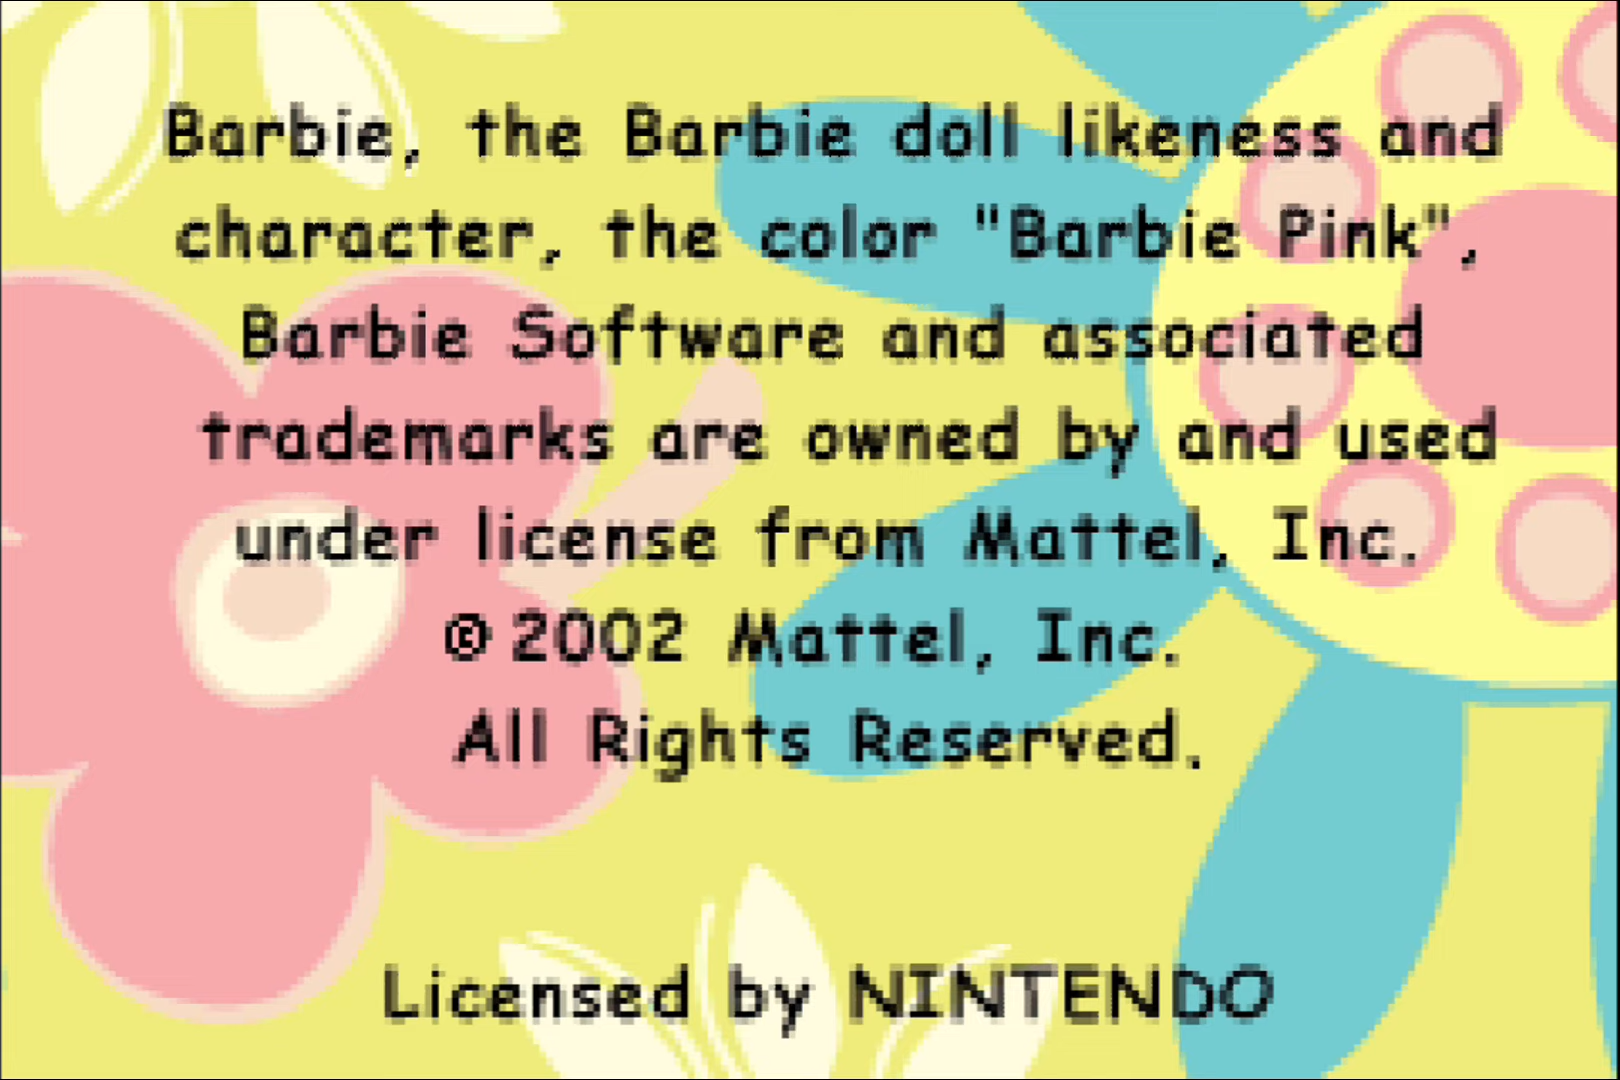 Barbie, the Barbie doll likeness and
character, the color "Barbie Pink",
Barbie Software and associated
trademarks are owned by and used
under license from Mattel, Inc.
© 2002 Mattel, Inc.
All Rights Reserved.
Licensed by NINTENDO